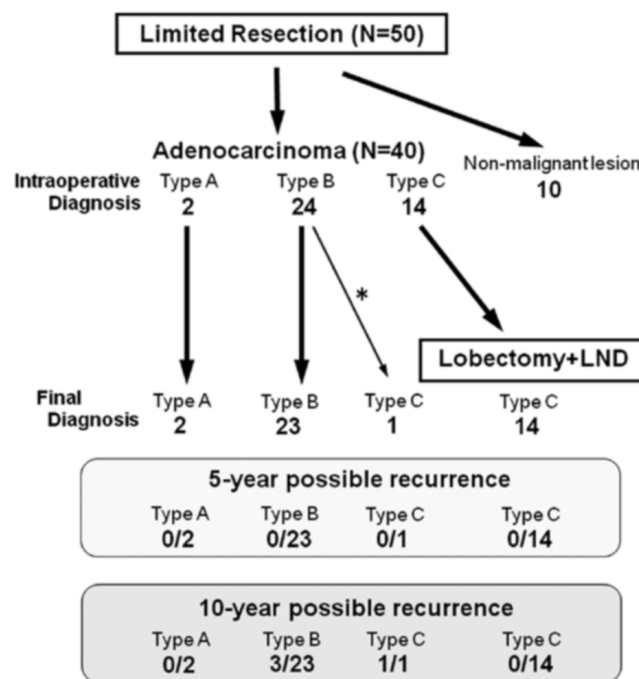 Limited Resection (N=50)
Adenocarcinoma (N=40)
Non-malignant lesion
10
Intraoperative
Diagnosis
Type A Type B Type C
2 24 14
*
Lobectomy+LND
Final
Diagnosis
Type A Type B Type C Type C
2 23 1 14
5-year possible recurrence
Type A Type B Type C Type C
0/2 0/23 0/1 0/14
10-year possible recurrence
Type A Type B Type C Type C
0/2 3/23 1/1 0/14